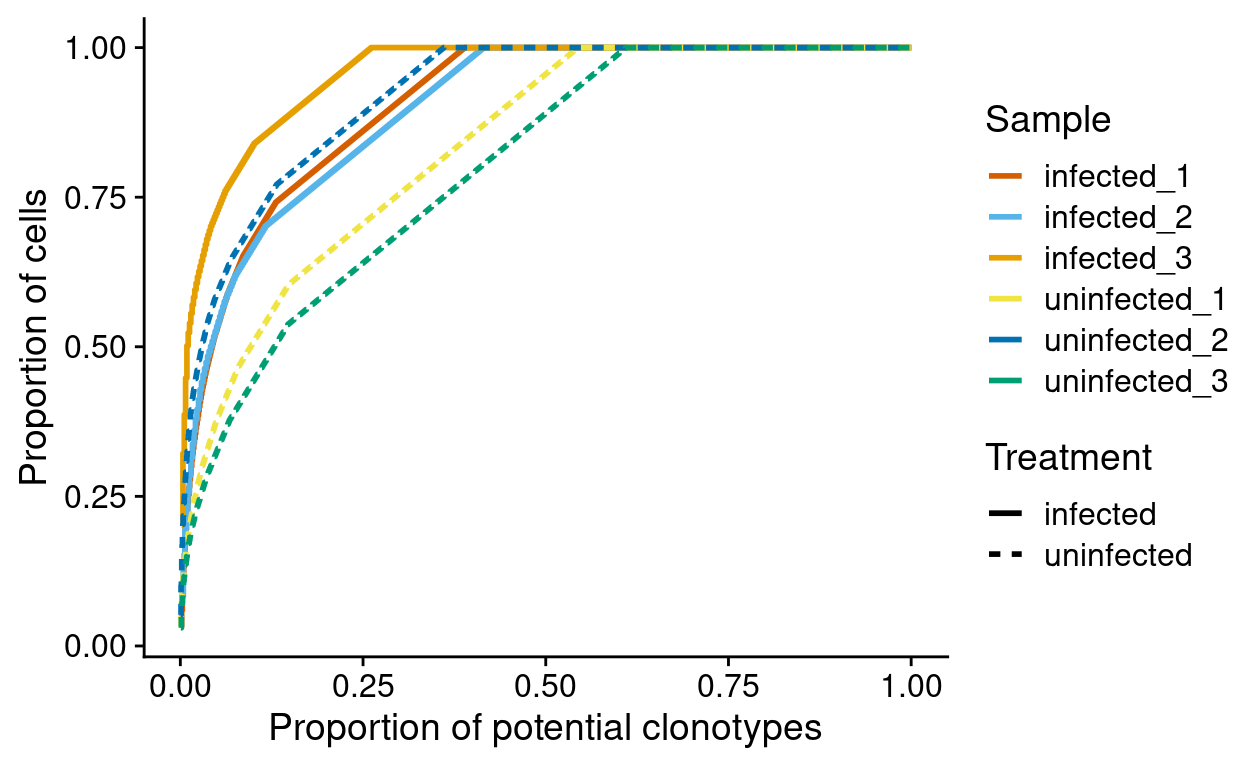 1.00
0.75
0.50
0.25
0.00
Proportion of cells
0.00 0.25 0.50 0.75 1.00
Proportion of potential clonotypes
Sample
infected_1
infected_2
infected_3
uninfected_1
uninfected_2
uninfected_3
Treatment
infected
uninfected